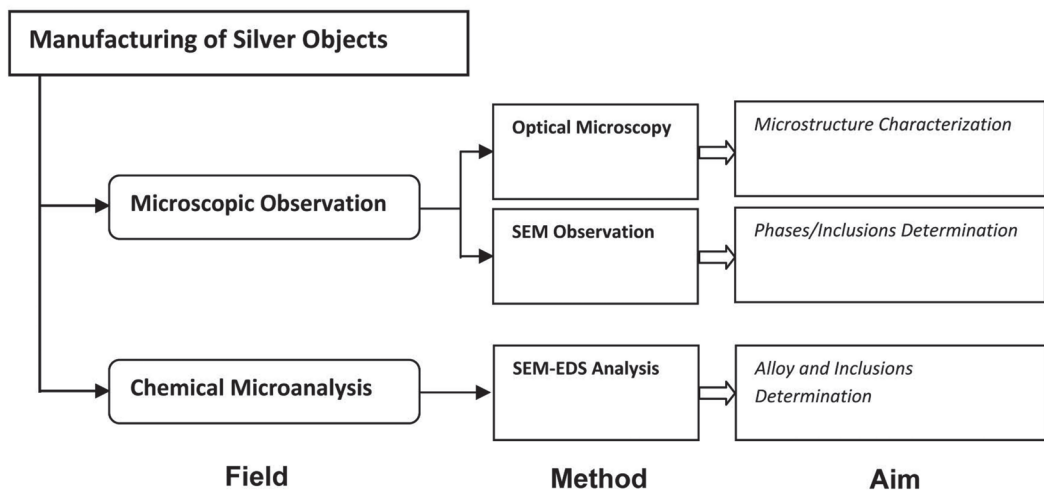 Manufacturing of Silver Objects
Optical Microscopy
Microstructure Characterization
Microscopic Observation
SEM Observation
Phases/Inclusions Determination
Chemical Microanalysis
SEM-EDS Analysis
Alloy and Inclusions
Determination
Field
Method
Aim